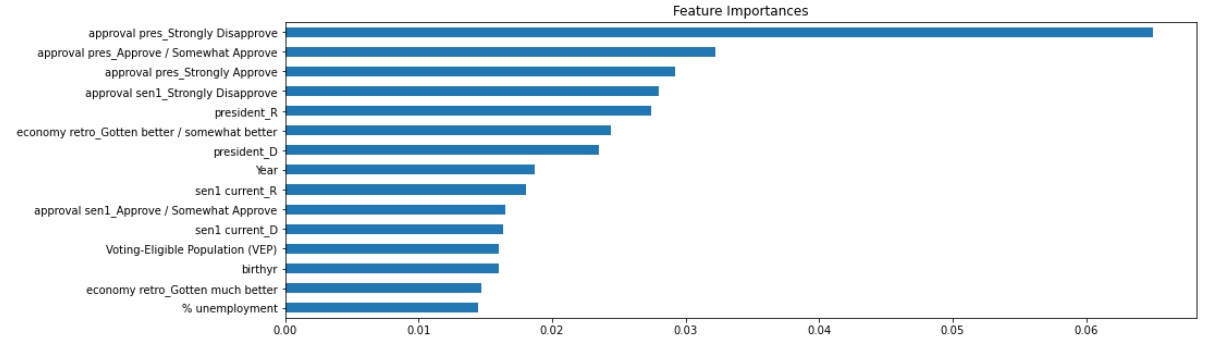 Feature Importances
approval pres_Strongly Disapprove
approval pres_Approve / Somewhat Approve
approval pres_Strongly Approve
approval sen1_Strongly Disapprove
president_R
economy retro_Gotten better / somewhat better
president_D
Year
sen1 current_R
approval sen1_Approve / Somewhat Approve
sen1 current_D
Voting-Eligible Population (VEP)
birthyr
economy retro_Gotten much better
% unemployment
0.00 0.01 0.02 0.03 0.04 0.05 0.06